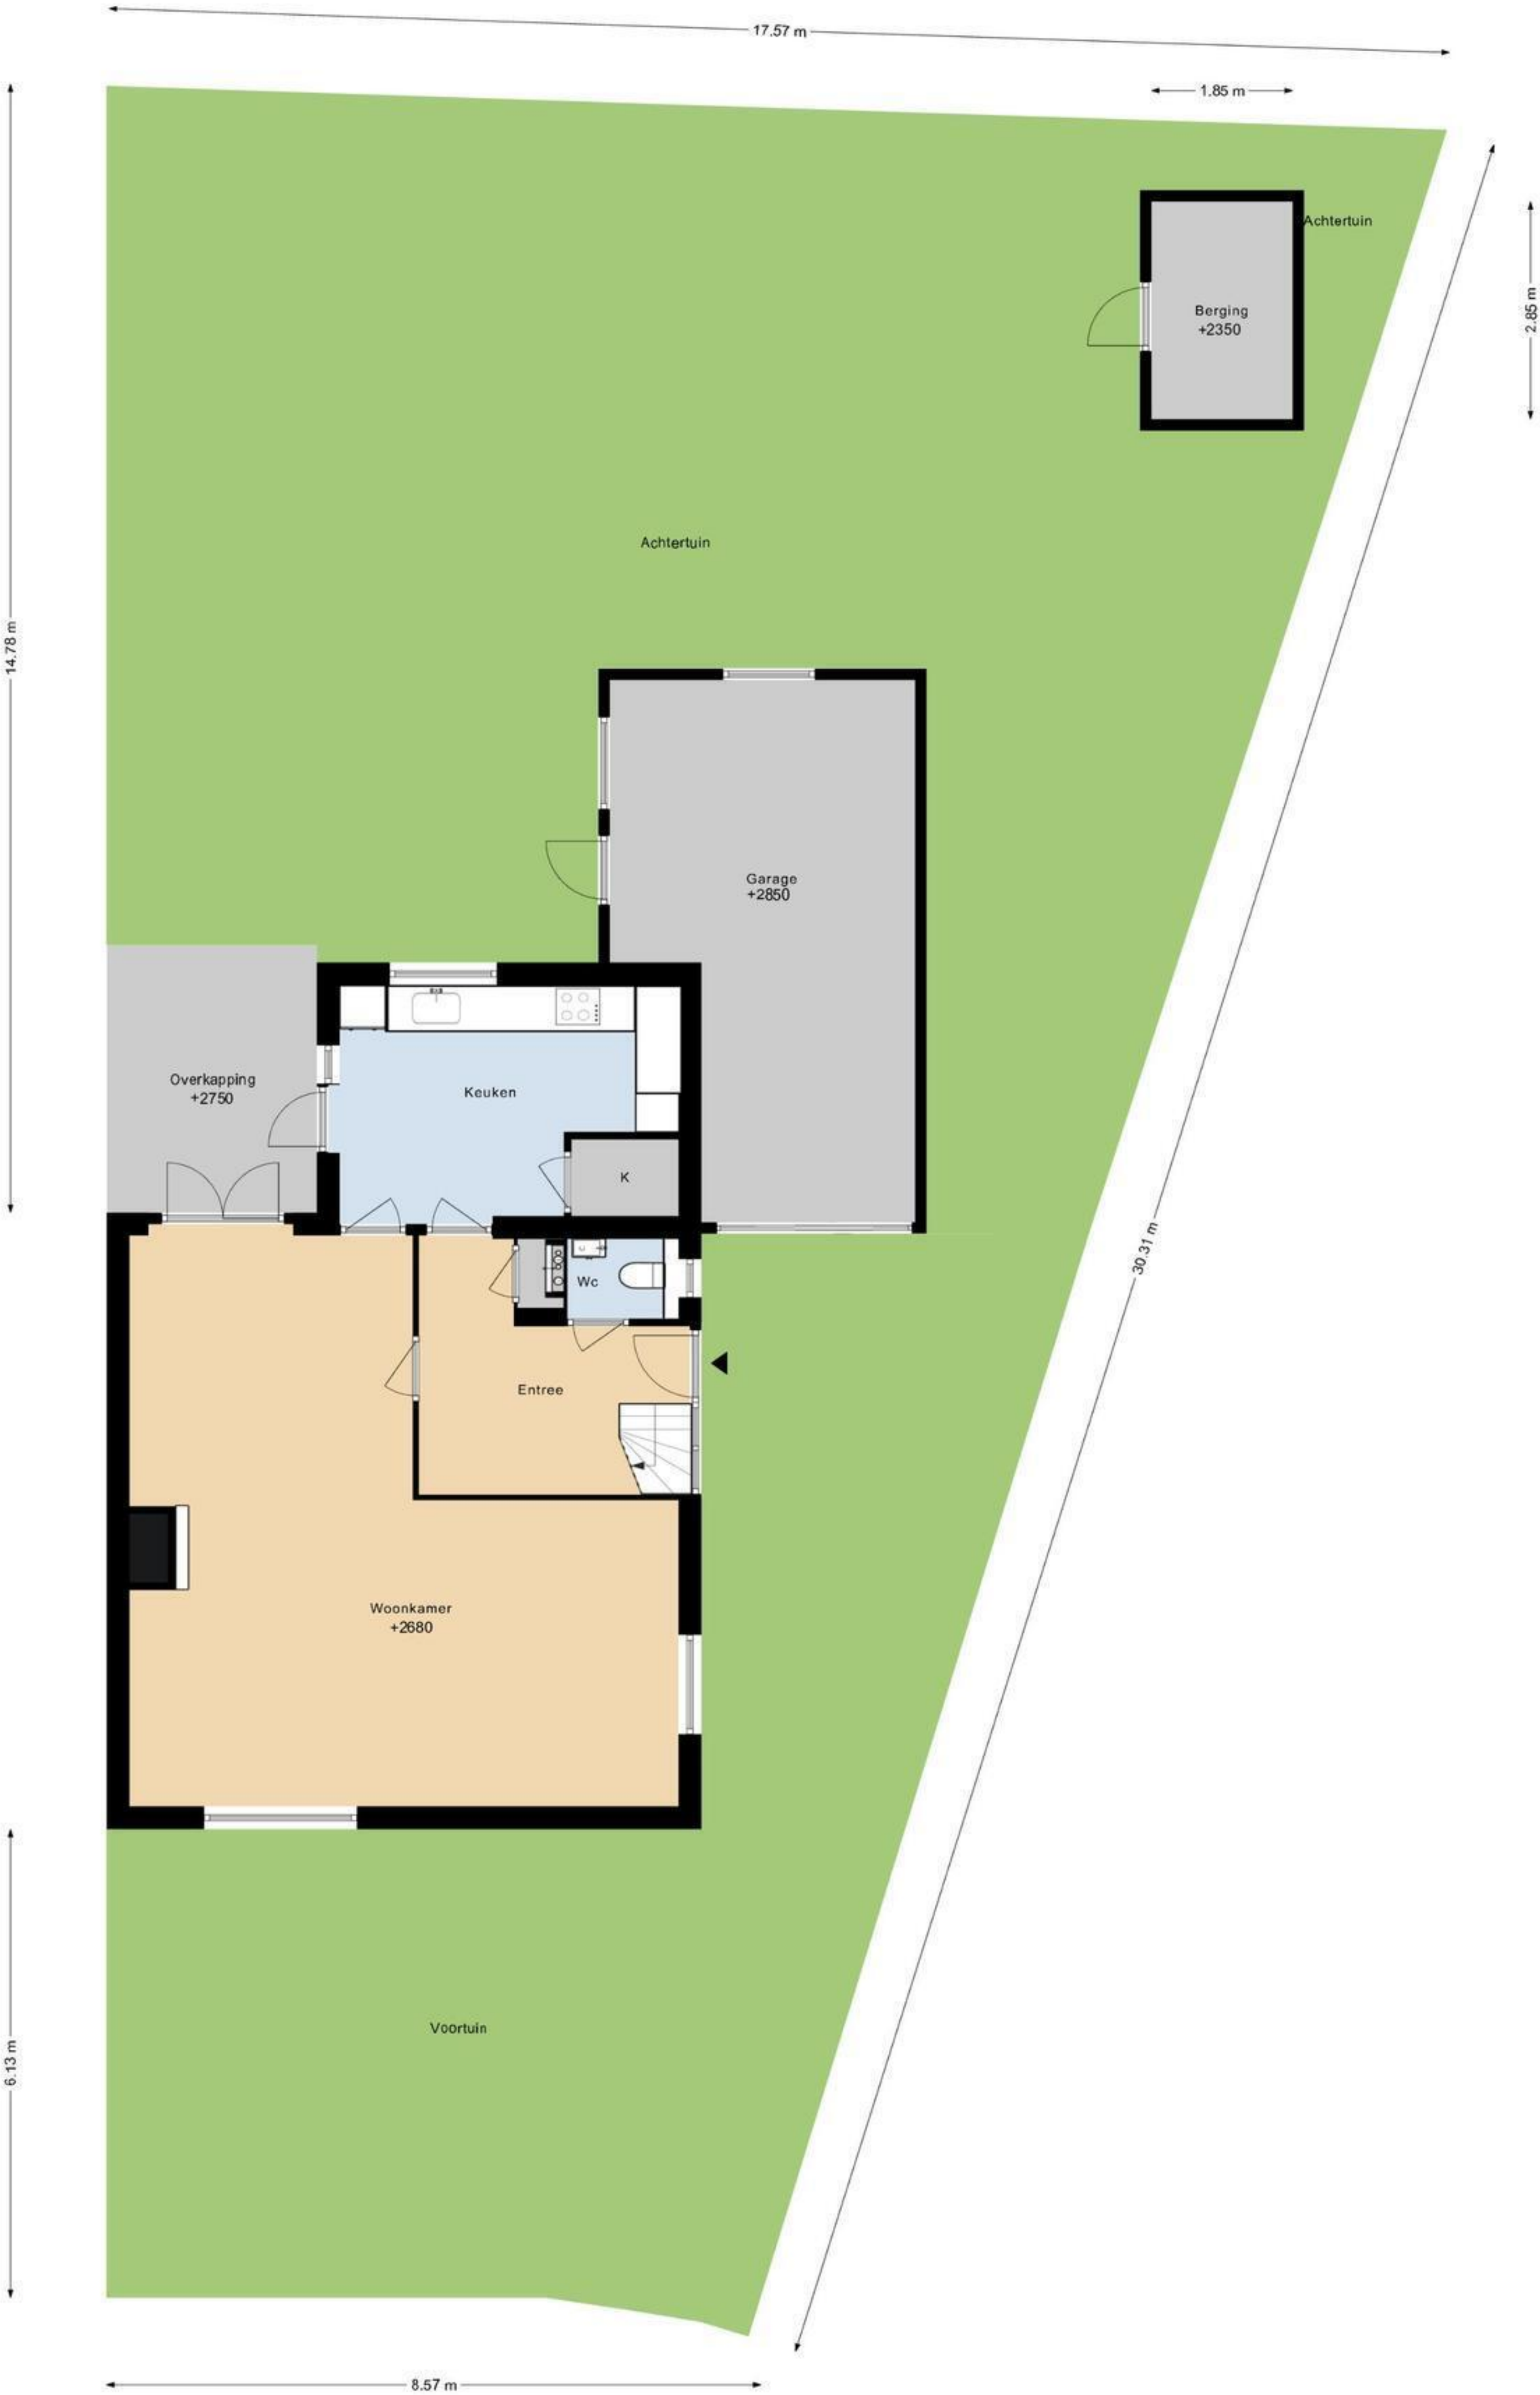 17.57 m
1.85 m
Achtertuin
2.85 m
Berging
+2350
Achtertuin
14.78 m
Garage
+2850
Overkapping
+2750
Keuken
K
30.31 m
Wc
Entree
Woonkamer
+2680
Voortuin
6.13 m
8.57 m